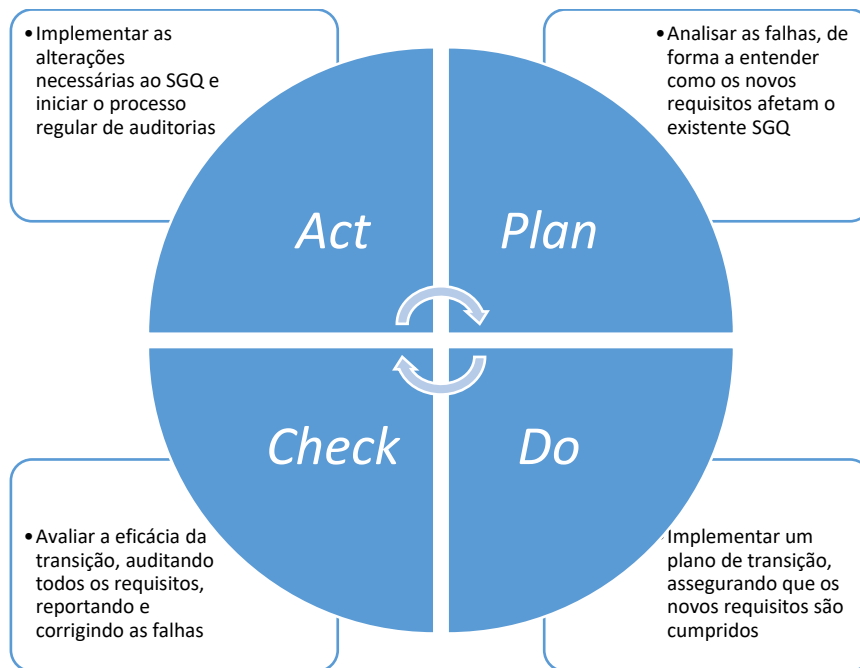 •Implementar as
alterações
necessárias ao SGQ e
iniciar o processo
regular de auditorias
•Analisar as falhas, de
forma a entender
como os novos
requisitos afetam o
existente SGQ
Act
Plan
Check
Do
•Avaliar a eficácia da
transição, auditando
todos os requisitos,
reportando e
corrigindo as falhas
•Implementar um
plano de transição,
assegurando que os
novos requisitos são
cumpridos